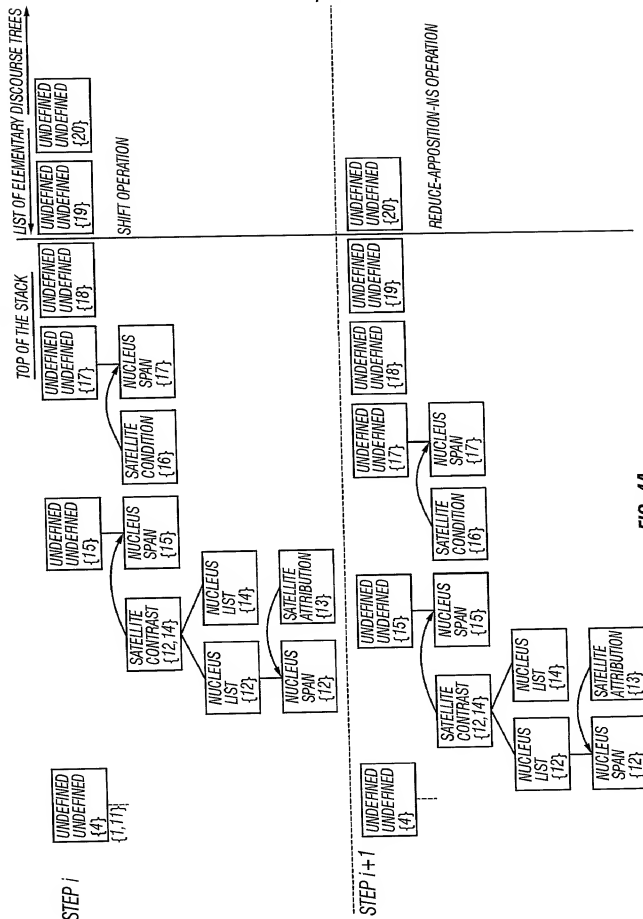 LIST OF ELEMENTARY DISCOURSE TREES
TOP OF THE STACK
STEP i
UNDEFINED
UNDEFINED
{4}
{1,11}
UNDEFINED
UNDEFINED
{15}
SATELLITE
CONTRAST
{12,14}
NUCLEUS
SPAN
{15}
NUCLEUS
LIST
{12}
NUCLEUS
LIST
{14}
NUCLEUS
SPAN
{12}
SATELLITE
ATTRIBUTION
{13}
UNDEFINED
UNDEFINED
{17}
SATELLITE
CONDITION
{16}
NUCLEUS
SPAN
{17}
UNDEFINED
UNDEFINED
{18}
UNDEFINED
UNDEFINED
{19}
UNDEFINED
UNDEFINED
{20}
SHIFT OPERATION
STEP i+1
UNDEFINED
UNDEFINED
{4}
UNDEFINED
UNDEFINED
{15}
SATELLITE
CONTRAST
{12,14}
NUCLEUS
SPAN
{15}
NUCLEUS
LIST
{12}
NUCLEUS
LIST
{14}
NUCLEUS
SPAN
{12}
SATELLITE
ATTRIBUTION
{13}
UNDEFINED
UNDEFINED
{17}
SATELLITE
CONDITION
{16}
NUCLEUS
SPAN
{17}
UNDEFINED
UNDEFINED
{18}
UNDEFINED
UNDEFINED
{19}
UNDEFINED
UNDEFINED
{20}
REDUCE-APPOSITION-NS OPERATION